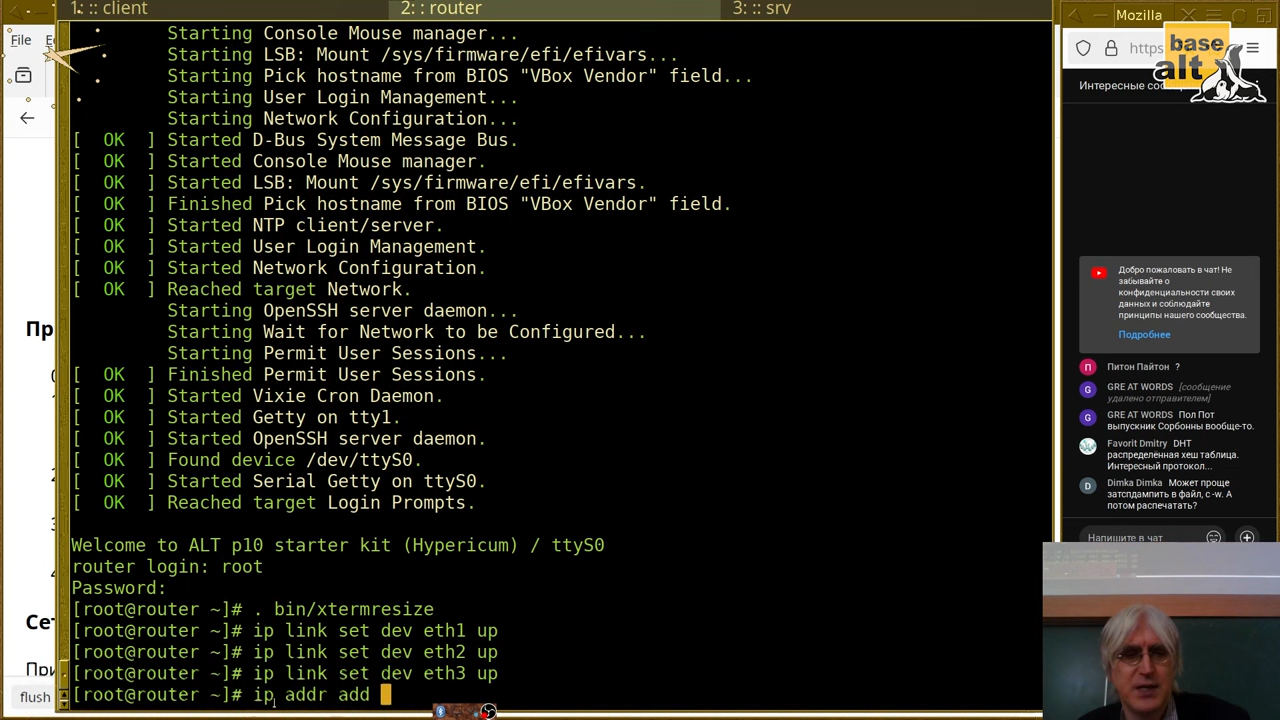 1: :: client
2: : router
3: :: srv
Mozilla
File
https
base
alt
Интересные соо
Starting Console Mouse manager...
Starting LSB: Mount /sys/firmware/efi/efivars...
Starting Pick hostname from BIOS "VBox Vendor" field...
Starting User Login Management...
Starting Network Configuration...
[ OK ] Started D-Bus System Message Bus.
[ OK ] Started Console Mouse manager.
[ OK ] Started LSB: Mount /sys/firmware/efi/efivars.
[ OK ] Finished Pick hostname from BIOS "VBox Vendor" field.
[ OK ] Started NTP client/server.
[ OK ] Started User Login Management.
[ OK ] Started Network Configuration.
[ OK ] Reached target Network.
Starting OpenSSH server daemon...
Starting Wait for Network to be Configured...
Starting Permit User Sessions...
[ OK ] Finished Permit User Sessions.
[ OK ] Started Vixie Cron Daemon.
[ OK ] Started Getty on tty1.
[ OK ] Started OpenSSH server daemon.
[ OK ] Found device /dev/ttyS0.
[ OK ] Started Serial Getty on ttyS0.
[ OK ] Reached target Login Prompts.
Welcome to ALT p10 starter kit (Hypericum) / ttyS0
router login: root
Password:
[root@router ~]# . bin/xtermresize
[root@router ~]# ip link set dev eth1 up
[root@router ~]# ip link set dev eth2 up
[root@router ~]# ip link set dev eth3 up
[root@router ~]# ip addr add
Пр
Сет
При
flush
Добро пожаловать в чат! Не
забывайте о
конфиденциальности своих
данных и соблюдайте
принципы нашего сообщества.
Подробнее
П
Питон Пайтон ?
G
GRE AT WORDS [сообщение
удалено отправителем]
G
GRE AT WORDS Пол Пот
выпускник Сорбонны вообще-то.
Favorit Dmitry DHT
распределённая хеш таблица.
Интересный протокол...
D
Dimka Dimka Может проще
затспдампить в файл, с -w. А
потом распечатать?
Напишите в чат